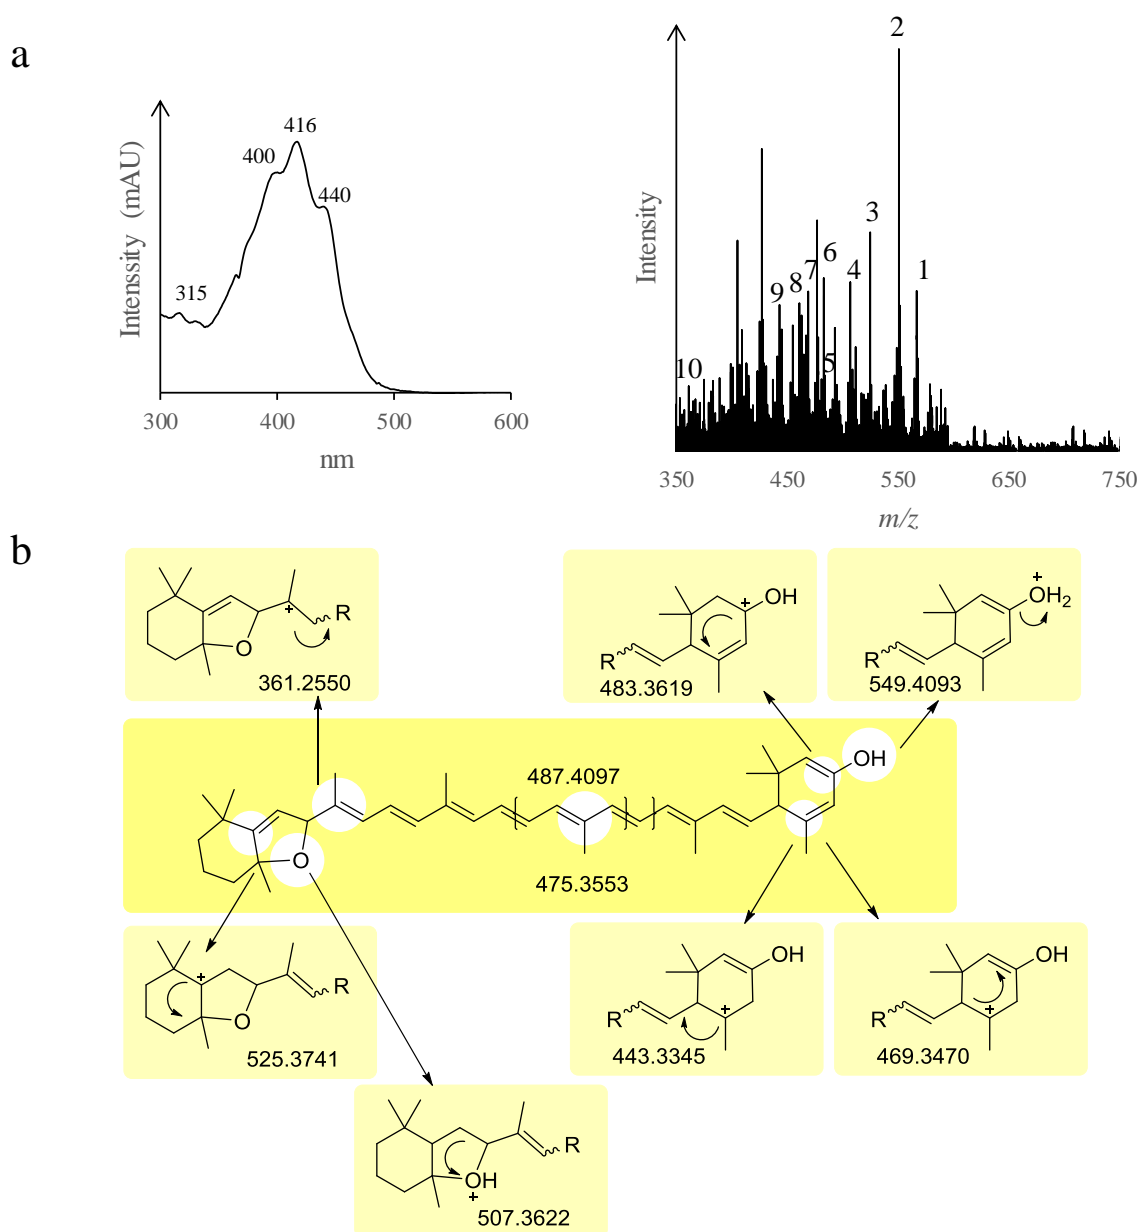 a
Intenssity (mAU)
315
400
416
440
300
400
500
600
nm
Intensity
10
9
8
7
6
5
4
3
2
1
350
450
550
650
750
m/z
b
R
O
361.2550
+
OH
R
483.3619
+
OH2
R
549.4093
+
O
487.4097
475.3553
OH
R
O
525.3741
+
R
OH
+
507.3622
OH
R
443.3345
+
OH
R
469.3470
+